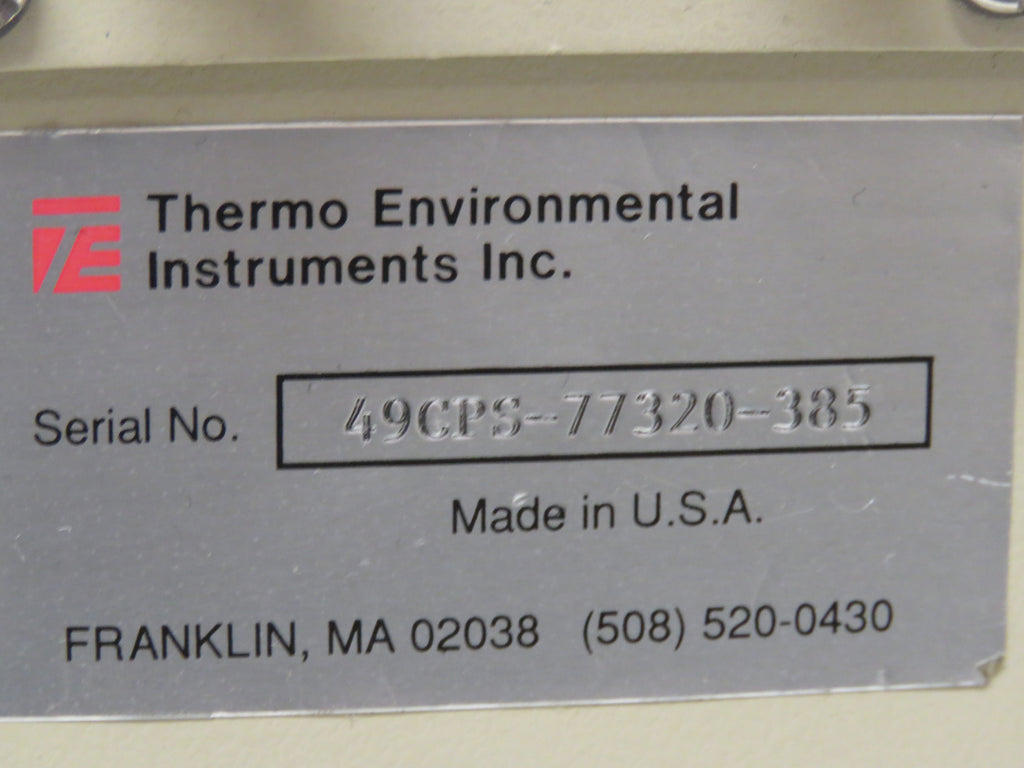 TE Thermo Environmental
Instruments Inc.
Serial No. 49CPS-77320-385
Made in U.S.A.
FRANKLIN, MA 02038 (508) 520-0430